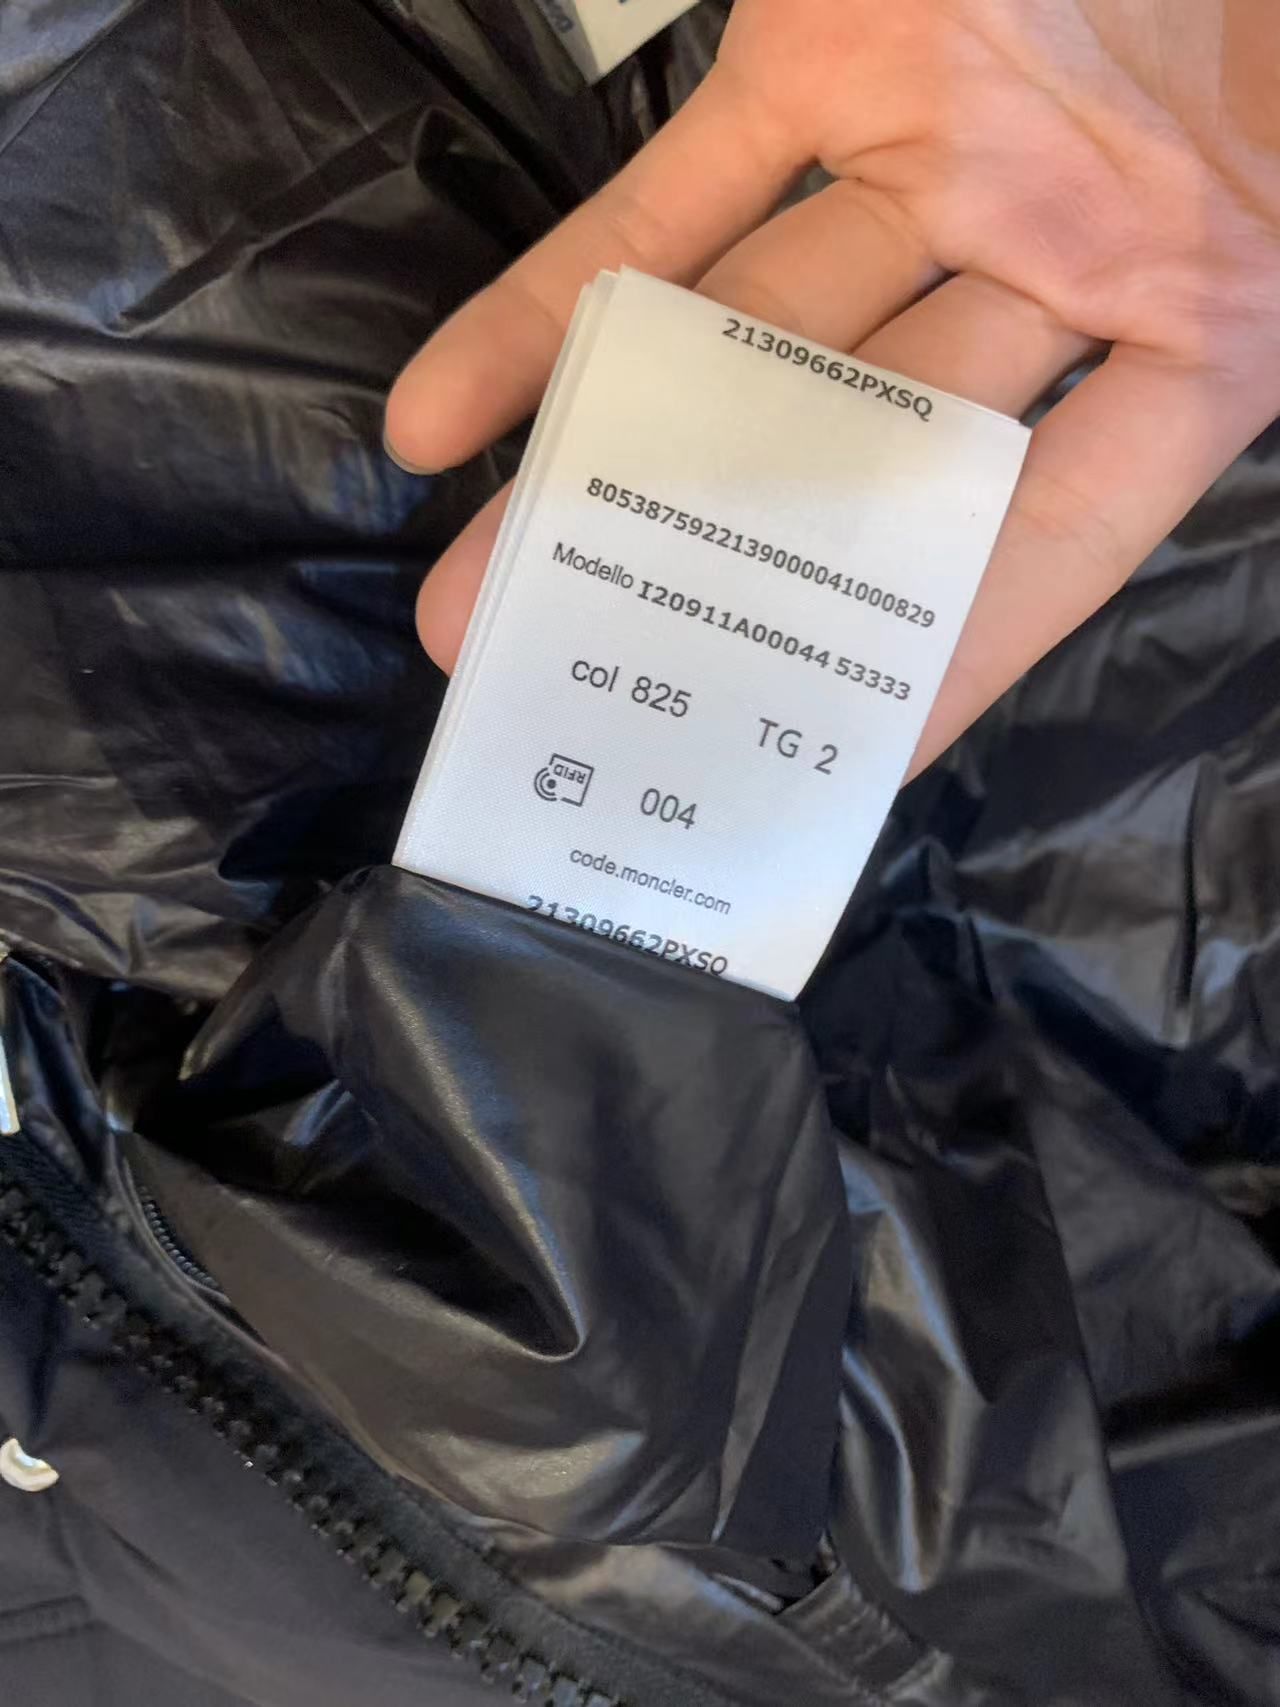 21309662PXSQ
8053875922139000041000829
Modello I20911A00044 53333
col 825 TG 2
RFID 004
code.moncler.com
21309662PXSQ